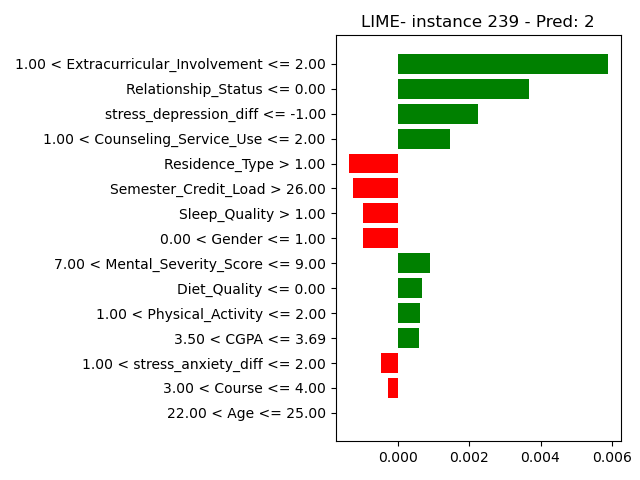 LIME- instance 239 - Pred: 2
1.00 < Extracurricular_Involvement <= 2.00
Relationship_Status <= 0.00
stress_depression_diff <= -1.00
1.00 < Counseling_Service_Use <= 2.00
Residence_Type > 1.00
Semester_Credit_Load > 26.00
Sleep_Quality > 1.00
0.00 < Gender <= 1.00
7.00 < Mental_Severity_Score <= 9.00
Diet_Quality <= 0.00
1.00 < Physical_Activity <= 2.00
3.50 < CGPA <= 3.69
1.00 < stress_anxiety_diff <= 2.00
3.00 < Course <= 4.00
22.00 < Age <= 25.00
0.000 0.002 0.004 0.006